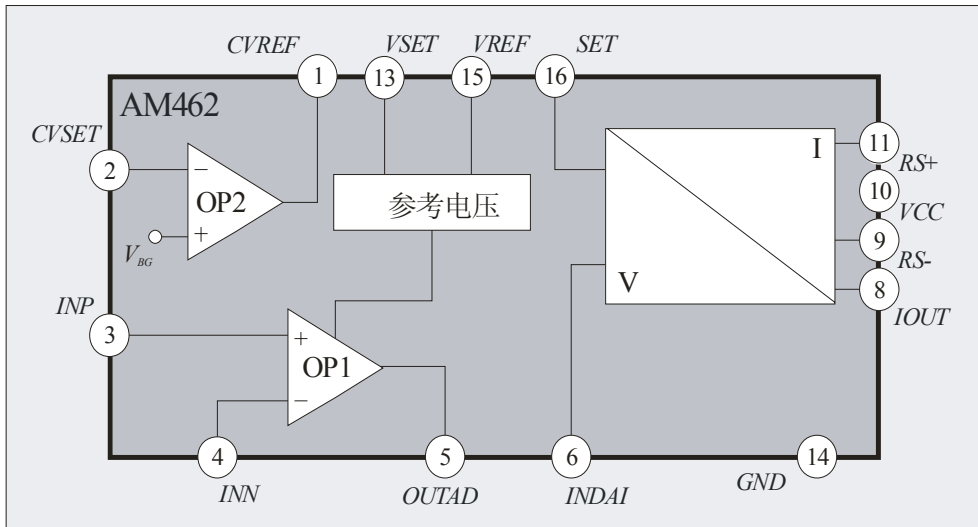 CVREF
VSET
VREF
SET
1
13
15
16
AM462
CVSET
2
−
OP2
+
V_BG
参考电压
I
V
11
RS+
10
VCC
9
RS-
8
IOUT
INP
3
+
OP1
−
4
INN
5
OUTAD
6
INDAI
14
GND